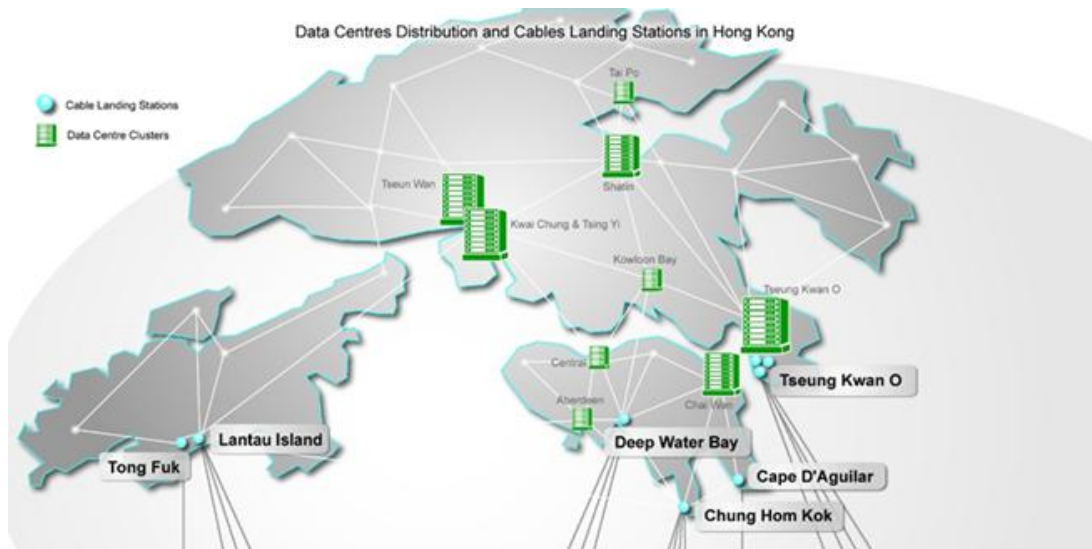 Data Centres Distribution and Cables Landing Stations in Hong Kong
Cable Landing Stations
Data Centre Clusters
Tai Po
Tseun Wan
Shatin
Kwai Chung & Tsing Yi
Kowloon Bay
Tseung Kwan O
Central
Aberdeen
Chai Wan
Tseung Kwan O
Lantau Island
Tong Fuk
Deep Water Bay
Cape D'Aguilar
Chung Hom Kok